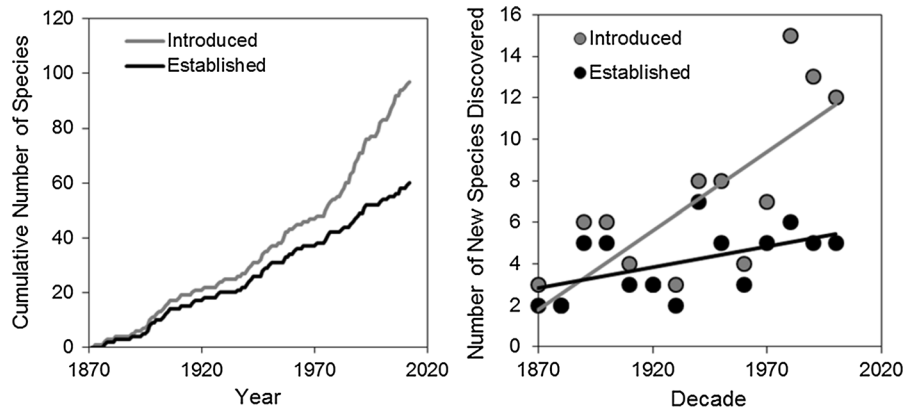 Cumulative Number of Species
120
100
80
60
40
20
0
Introduced
Established
1870 1920 1970 2020
Year
Number of New Species Discovered
16
14
12
10
8
6
4
2
0
Introduced
Established
1870 1920 1970 2020
Decade